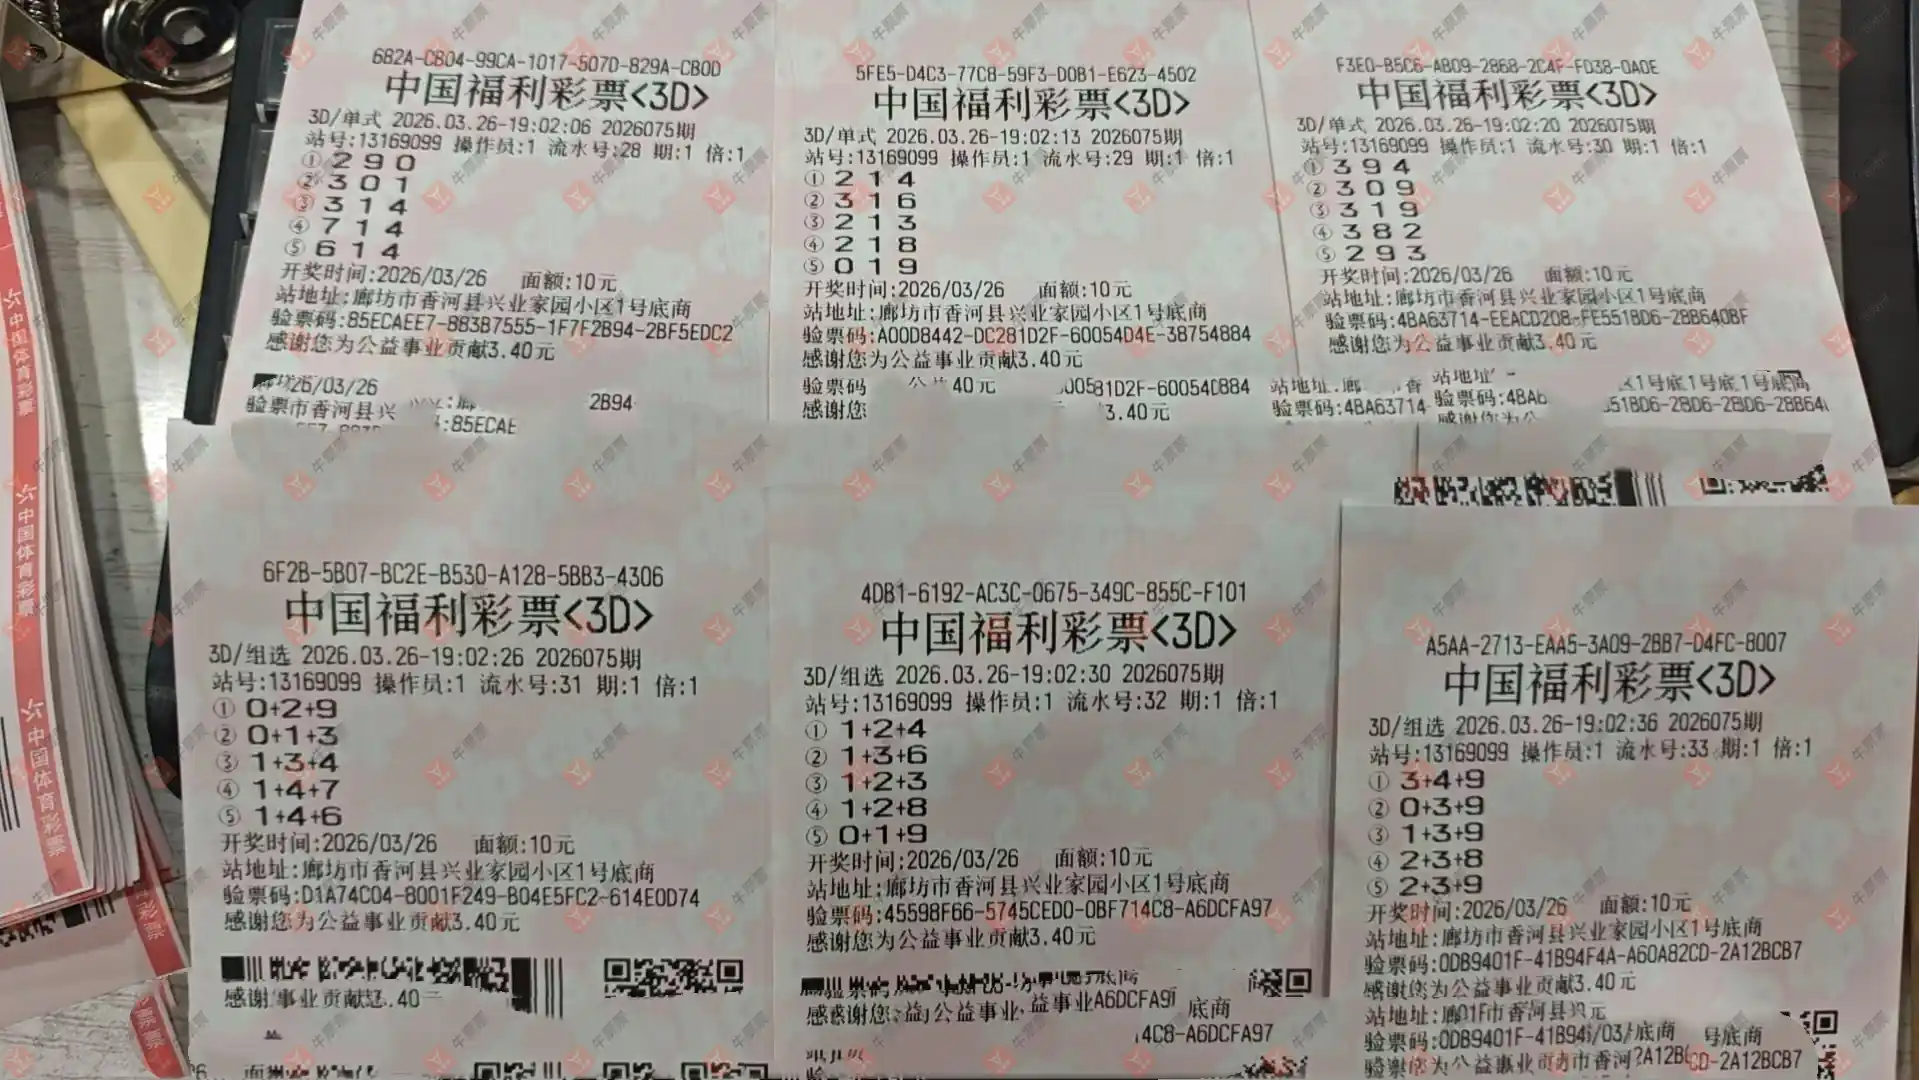 682A-CB04-99CA-1017-507D-829A-CB0D
中国福利彩票<3D>
3D/单式 2026.03.26-19:02:06 2026075期
站号:13169099 操作员:1 流水号:28 期:1 倍:1
① 2 9 0
② 3 0 1
③ 3 1 4
④ 7 1 4
⑤ 6 1 4
开奖时间:2026/03/26 面额:10元
站地址:廊坊市香河县兴业家园小区1号底商
验票码:85ECAEE7-8B3B7555-1F7F2B94-2BF5EDC2
感谢您为公益事业贡献3.40元
5FE5-D4C3-77C8-59F3-D0B1-E623-4502
中国福利彩票<3D>
3D/单式 2026.03.26-19:02:13 2026075期
站号:13169099 操作员:1 流水号:29 期:1 倍:1
① 2 1 4
② 3 1 6
③ 2 1 3
④ 2 1 8
⑤ 0 1 9
开奖时间:2026/03/26 面额:10元
站地址:廊坊市香河县兴业家园小区1号底商
验票码:A00D8442-DC281D2F-60054D4E-38754884
感谢您为公益事业贡献3.40元
F3E0-B5C6-AB09-2868-2C4F-FD38-0A0E
中国福利彩票<3D>
3D/单式 2026.03.26-19:02:20 2026075期
站号:13169099 操作员:1 流水号:30 期:1 倍:1
① 3 9 4
② 3 0 9
③ 3 1 9
④ 3 8 2
⑤ 2 9 3
开奖时间:2026/03/26 面额:10元
站地址:廊坊市香河县兴业家园小区1号底商
验票码:4BA63714-EEACD208-FE551BD6-28B640BF
感谢您为公益事业贡献3.40元
6F2B-5B07-BC2E-B530-A128-5BB3-4306
中国福利彩票<3D>
3D/组选 2026.03.26-19:02:26 2026075期
站号:13169099 操作员:1 流水号:31 期:1 倍:1
① 0+2+9
② 0+1+3
③ 1+3+4
④ 1+4+7
⑤ 1+4+6
开奖时间:2026/03/26 面额:10元
站地址:廊坊市香河县兴业家园小区1号底商
验票码:D1A74C04-8001F249-B04E5FC2-614E0D74
感谢您为公益事业贡献3.40元
4DB1-6192-AC3C-0675-349C-855C-F101
中国福利彩票<3D>
3D/组选 2026.03.26-19:02:30 2026075期
站号:13169099 操作员:1 流水号:32 期:1 倍:1
① 1+2+4
② 1+3+6
③ 1+2+3
④ 1+2+8
⑤ 0+1+9
开奖时间:2026/03/26 面额:10元
站地址:廊坊市香河县兴业家园小区1号底商
验票码:45598F66-5745CED0-0BF714C8-A6DCFA97
感谢您为公益事业贡献3.40元
A5AA-2713-EAA5-3A09-2BB7-D4FC-8007
中国福利彩票<3D>
3D/组选 2026.03.26-19:02:36 2026075期
站号:13169099 操作员:1 流水号:33 期:1 倍:1
① 3+4+9
② 0+3+9
③ 1+3+9
④ 2+3+8
⑤ 2+3+9
开奖时间:2026/03/26 面额:10元
站地址:廊坊市香河县兴业家园小区1号底商
验票码:0DB9401F-41B94F4A-A60A82CD-2A12BCB7
感谢您为公益事业贡献3.40元
中国体育彩票
中国体育彩票
中国体育彩票